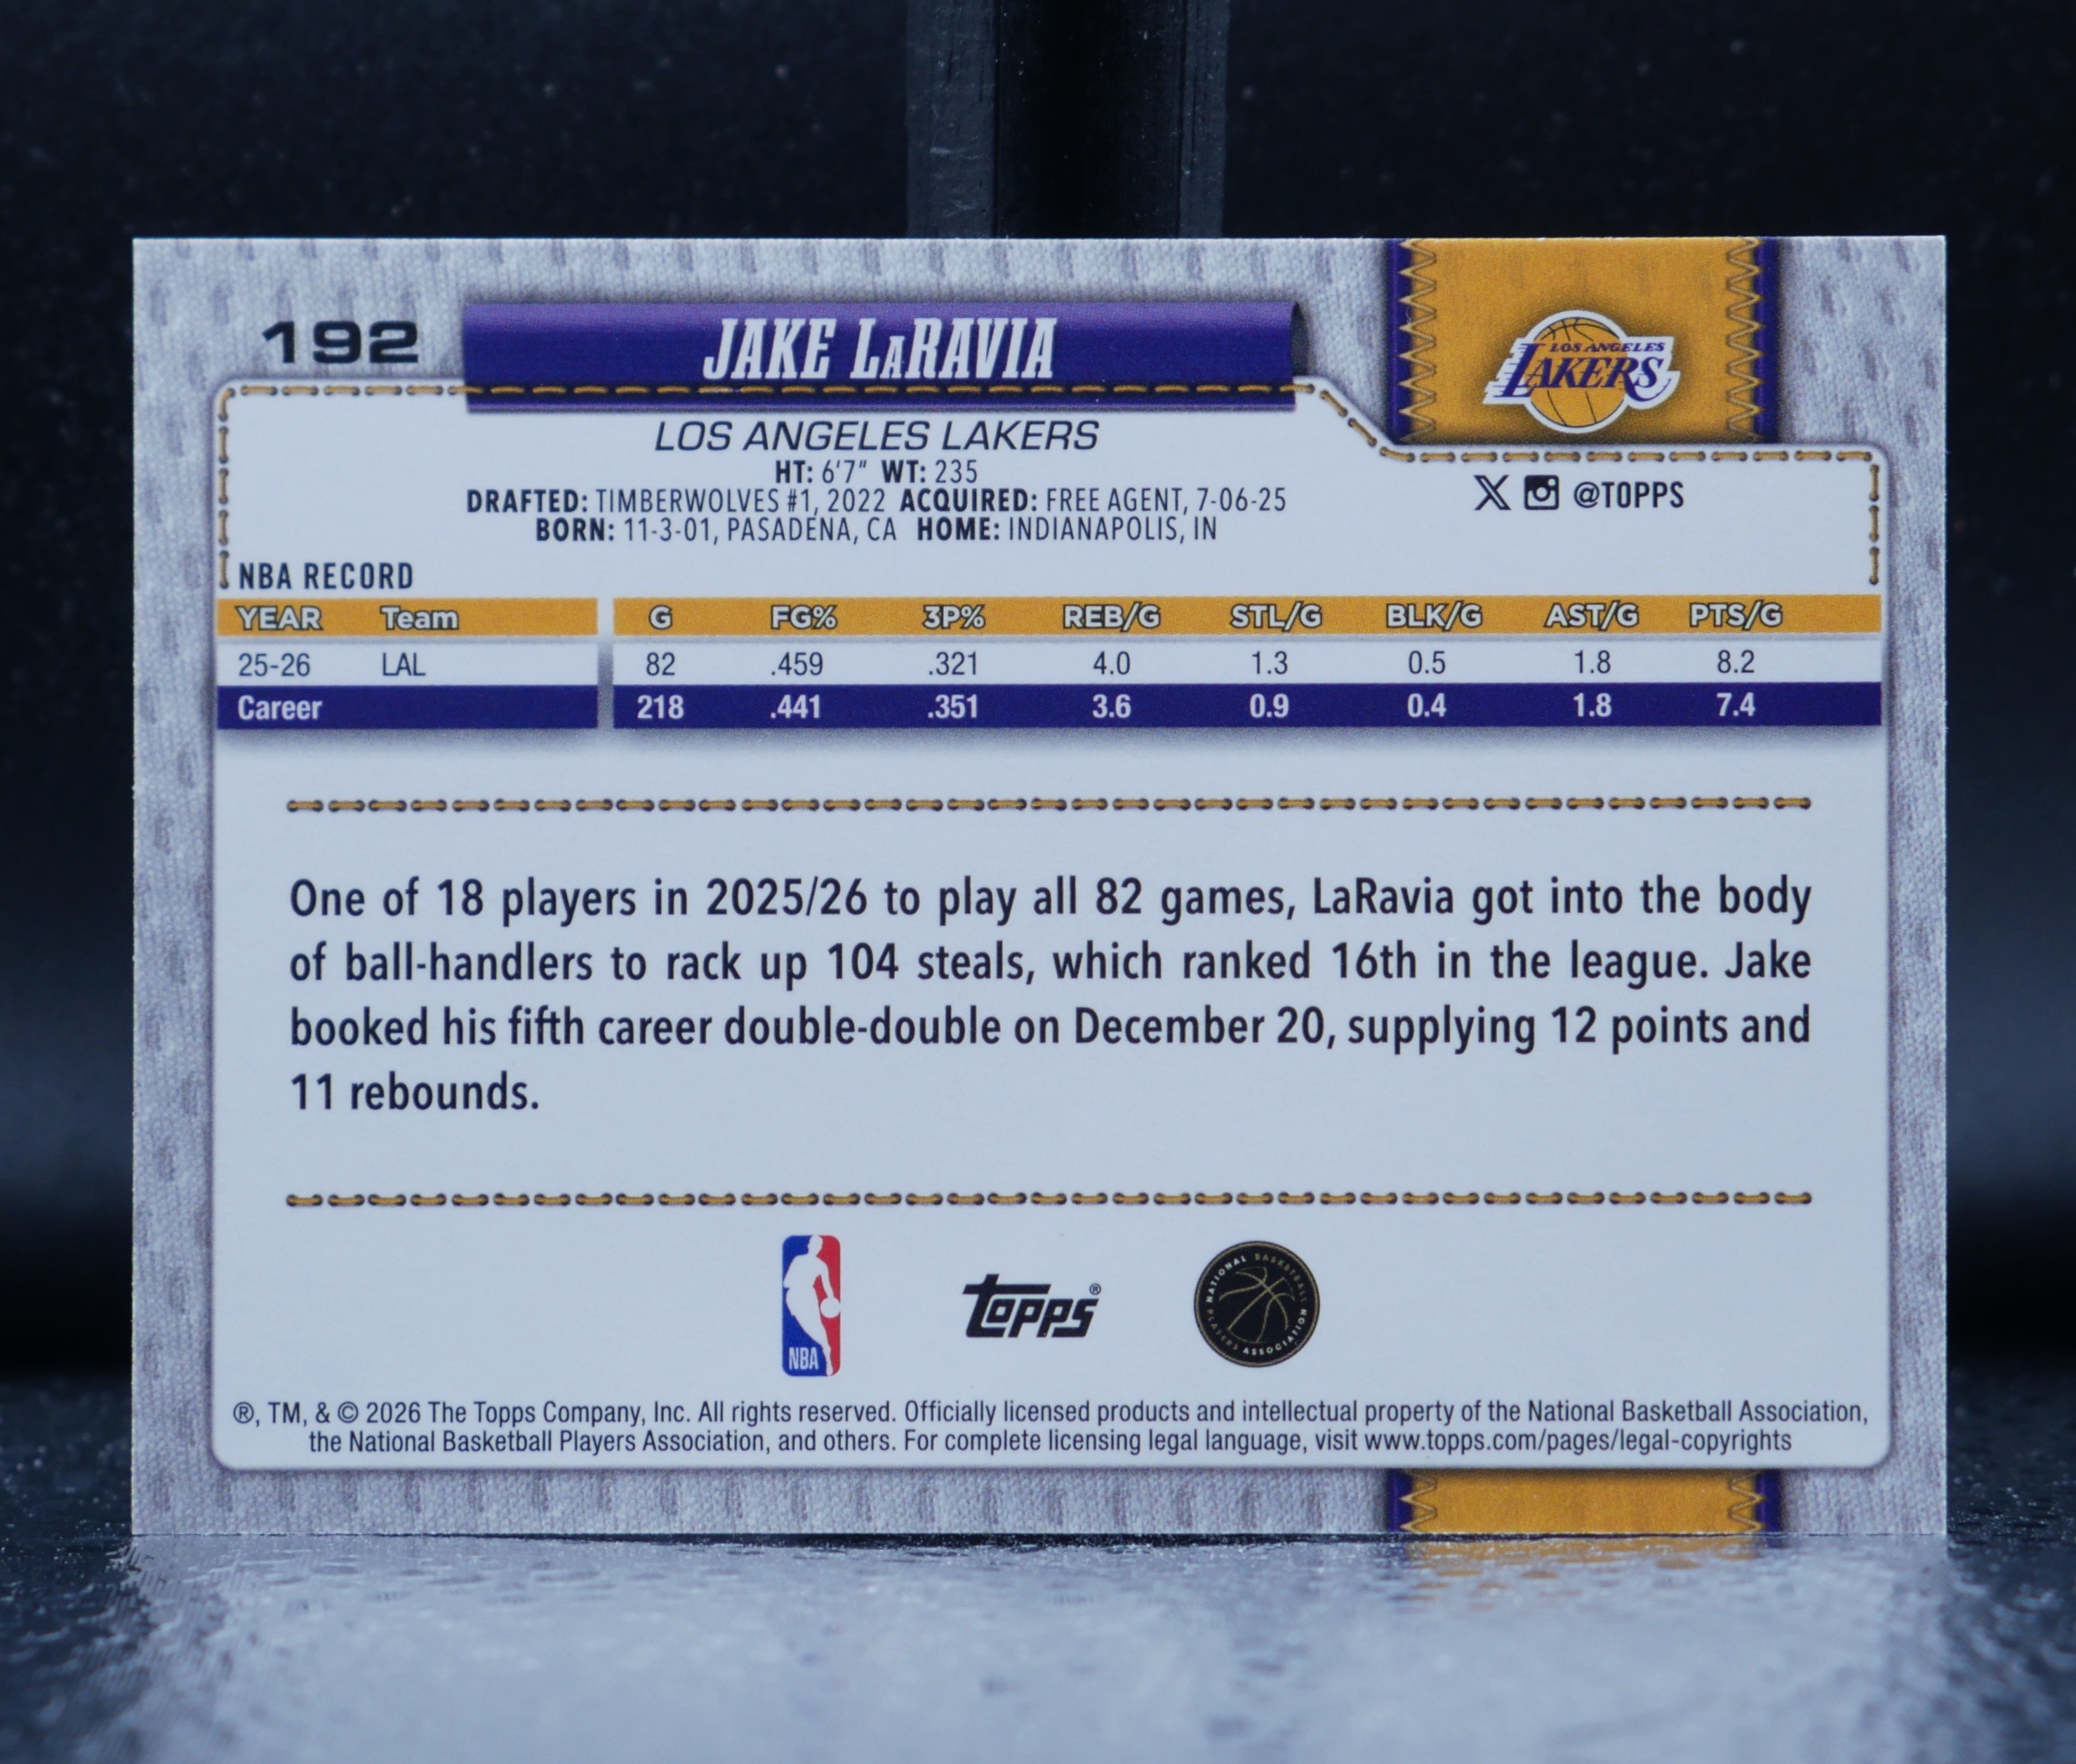 192
JAKE LaRAVIA
LOS ANGELES LAKERS
LOS ANGELES LAKERS
HT: 6'7" WT: 235
DRAFTED: TIMBERWOLVES #1, 2022 ACQUIRED: FREE AGENT, 7-06-25
BORN: 11-3-01, PASADENA, CA HOME: INDIANAPOLIS, IN
@TOPPS
NBA RECORD
YEAR Team G FG% 3P% REB/G STL/G BLK/G AST/G PTS/G
25-26 LAL 82 .459 .321 4.0 1.3 0.5 1.8 8.2
Career 218 .441 .351 3.6 0.9 0.4 1.8 7.4
One of 18 players in 2025/26 to play all 82 games, LaRavia got into the body
of ball-handlers to rack up 104 steals, which ranked 16th in the league. Jake
booked his fifth career double-double on December 20, supplying 12 points and
11 rebounds.
NBA
TOPPS®
NATIONAL BASKETBALL PLAYERS ASSOCIATION
®, TM, & © 2026 The Topps Company, Inc. All rights reserved. Officially licensed products and intellectual property of the National Basketball Association,
the National Basketball Players Association, and others. For complete licensing legal language, visit www.topps.com/pages/legal-copyrights